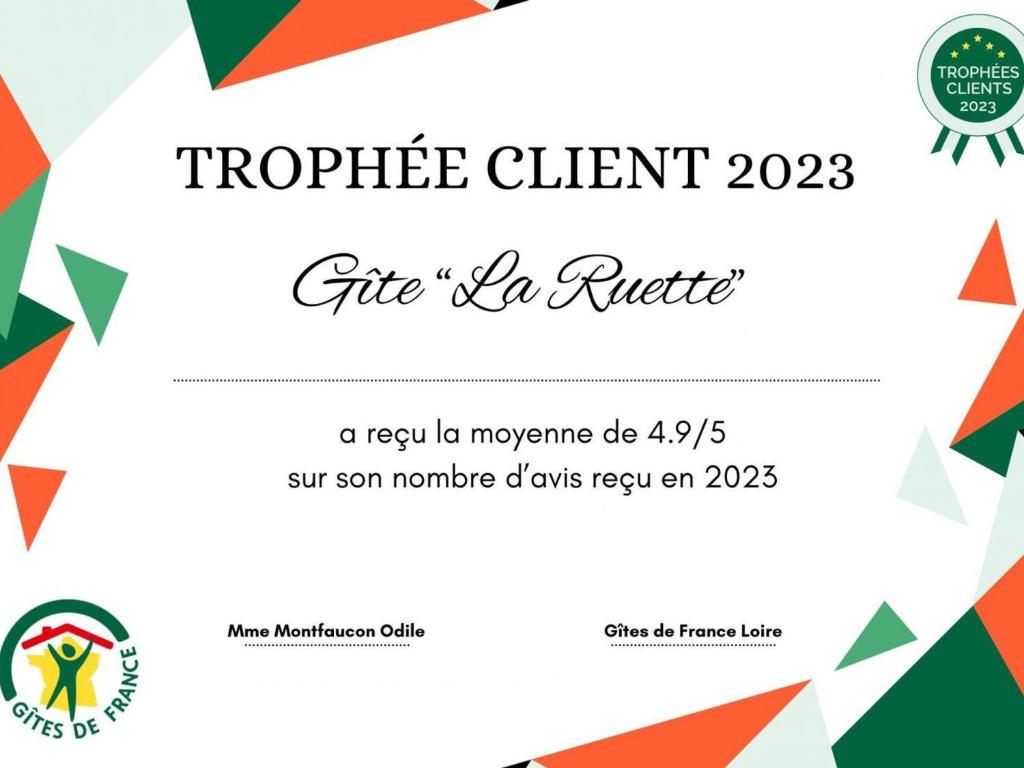 TROPHÉES
CLIENTS
2023
TROPHÉE CLIENT 2023
Gîte “La Ruette”
a reçu la moyenne de 4.9/5
sur son nombre d’avis reçu en 2023
Mme Montfaucon Odile
Gîtes de France Loire
GÎTES DE FRANCE